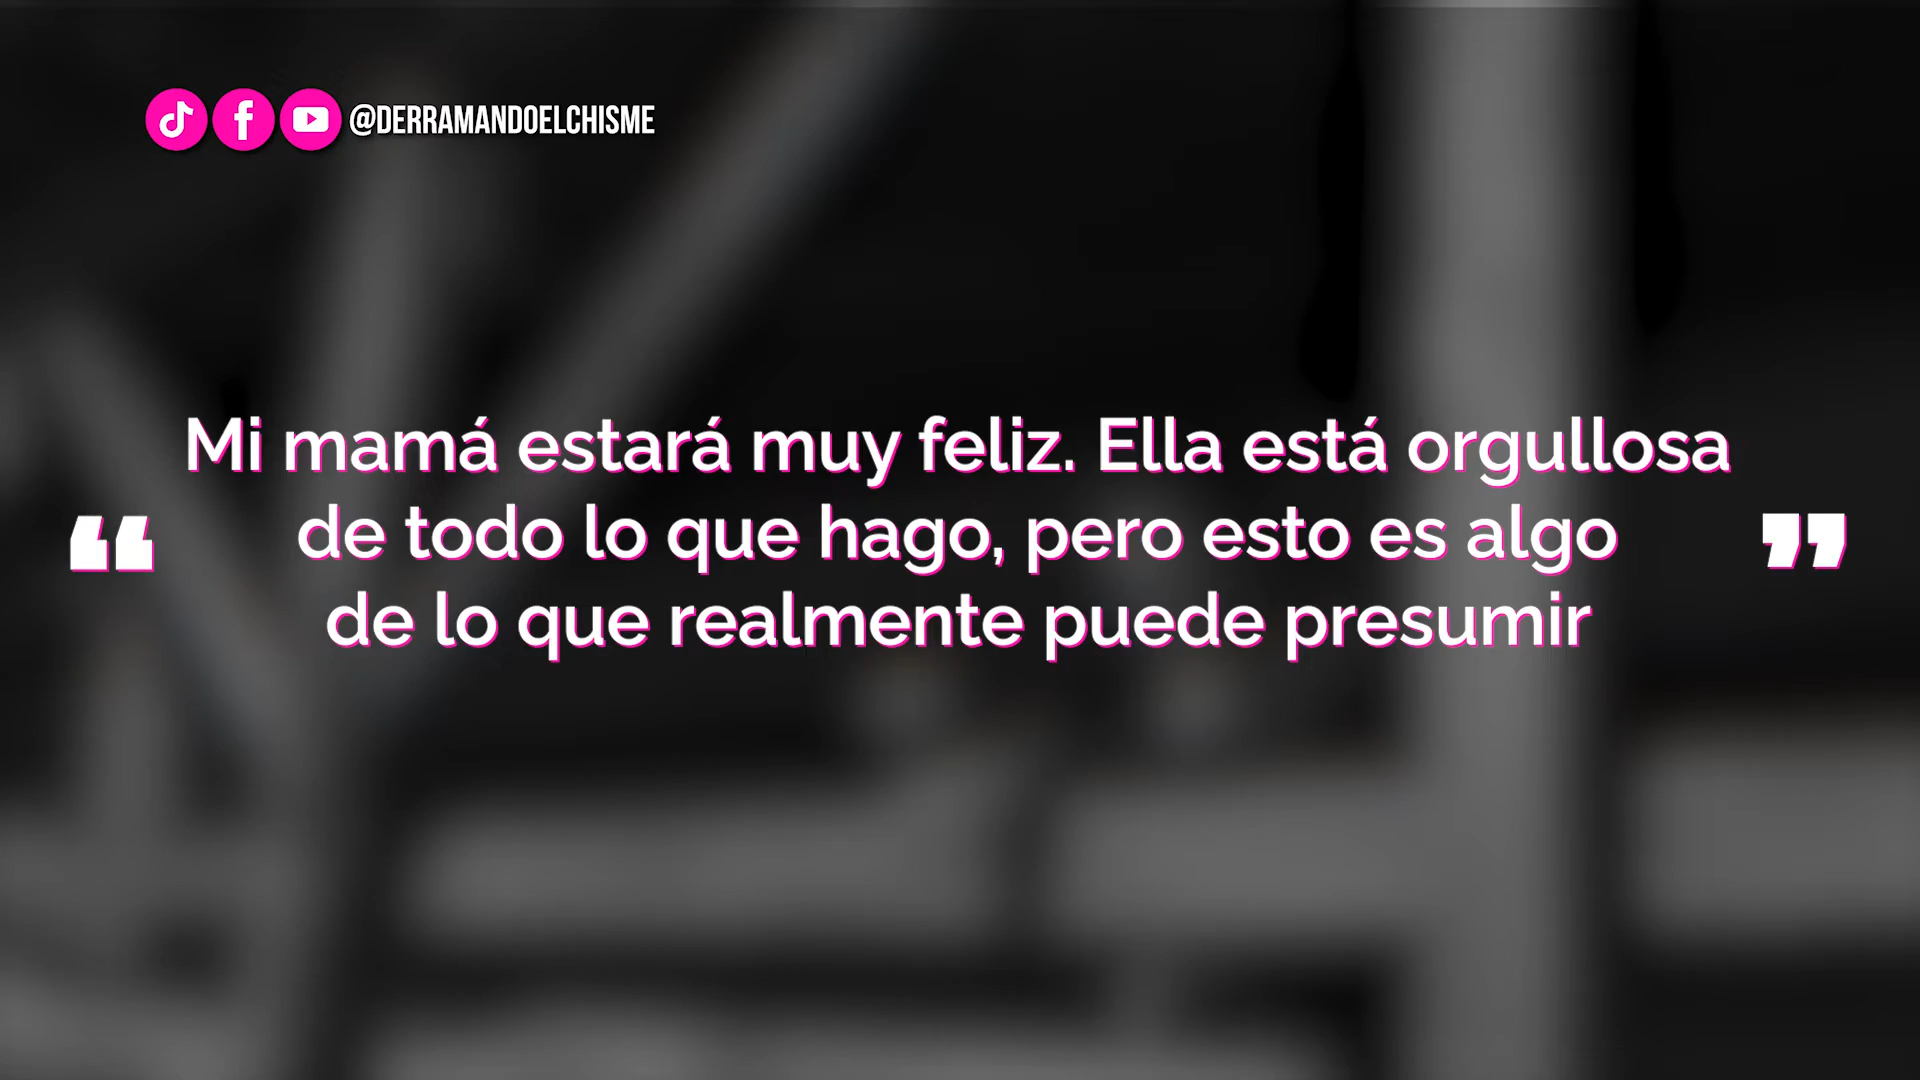 @DERRAMANDOELCHISME
Mi mamá estará muy feliz. Ella está orgullosa
“ de todo lo que hago, pero esto es algo ”
de lo que realmente puede presumir